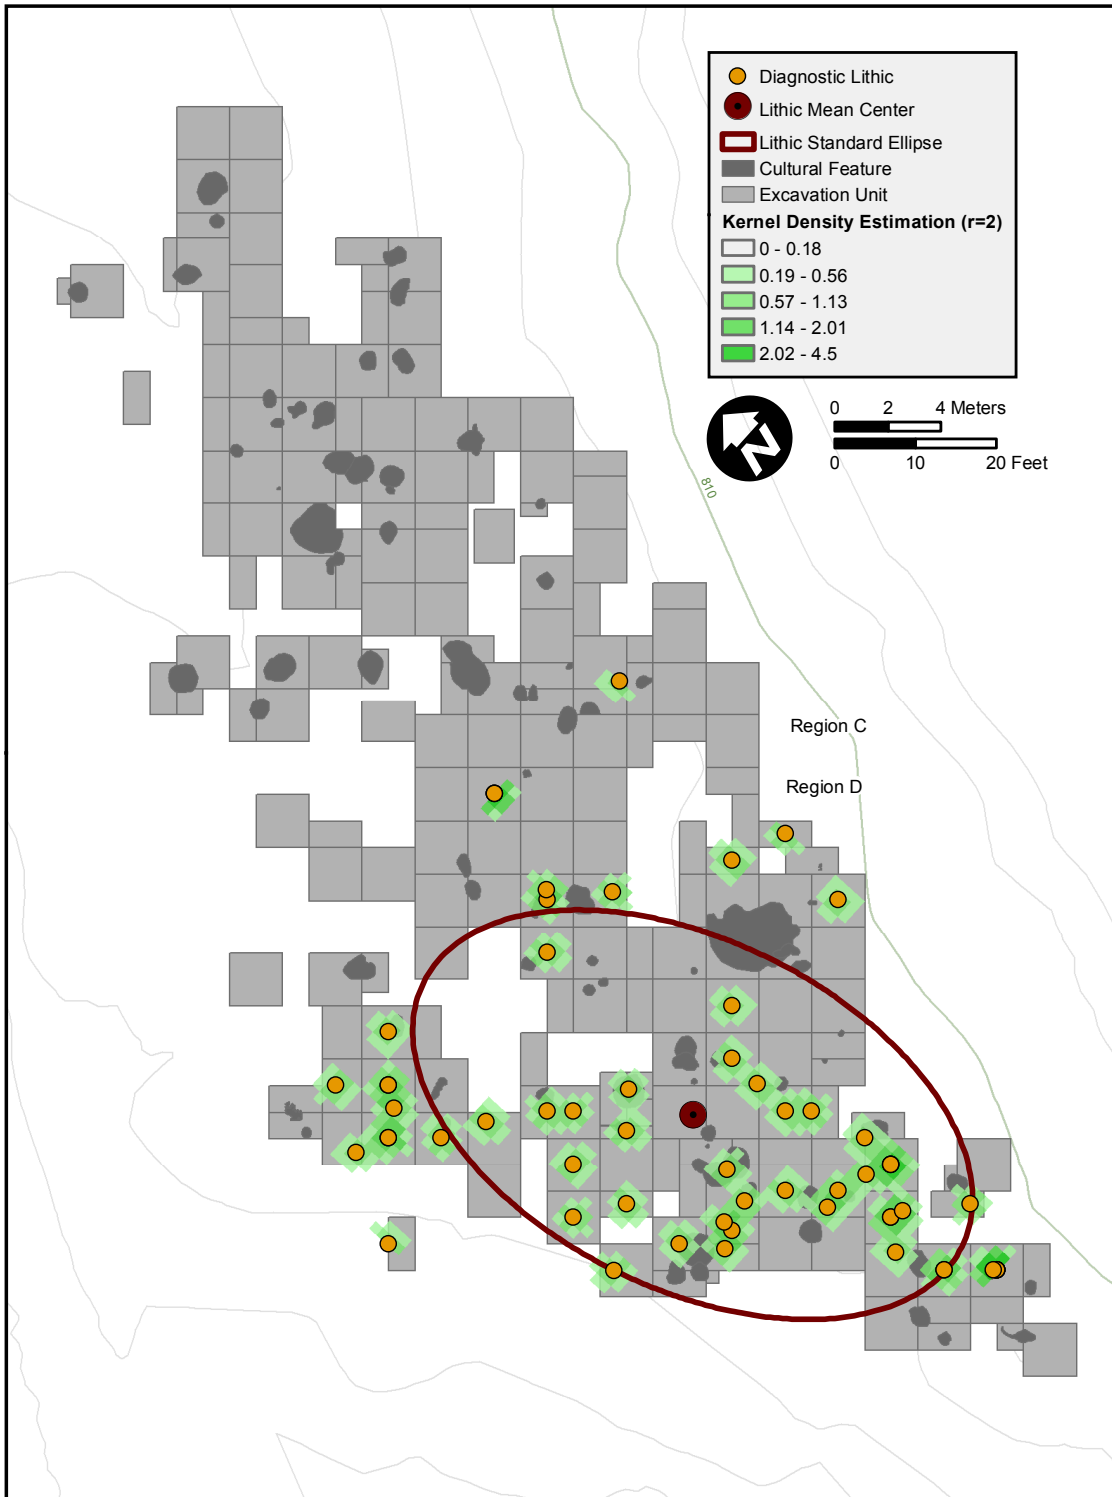 Diagnostic Lithic
Lithic Mean Center
Lithic Standard Ellipse
Cultural Feature
Excavation Unit
Kernel Density Estimation (r=2)
0 - 0.18
0.19 - 0.56
0.57 - 1.13
1.14 - 2.01
2.02 - 4.5
N
0 2 4 Meters
0 10 20 Feet
810
Region C
Region D